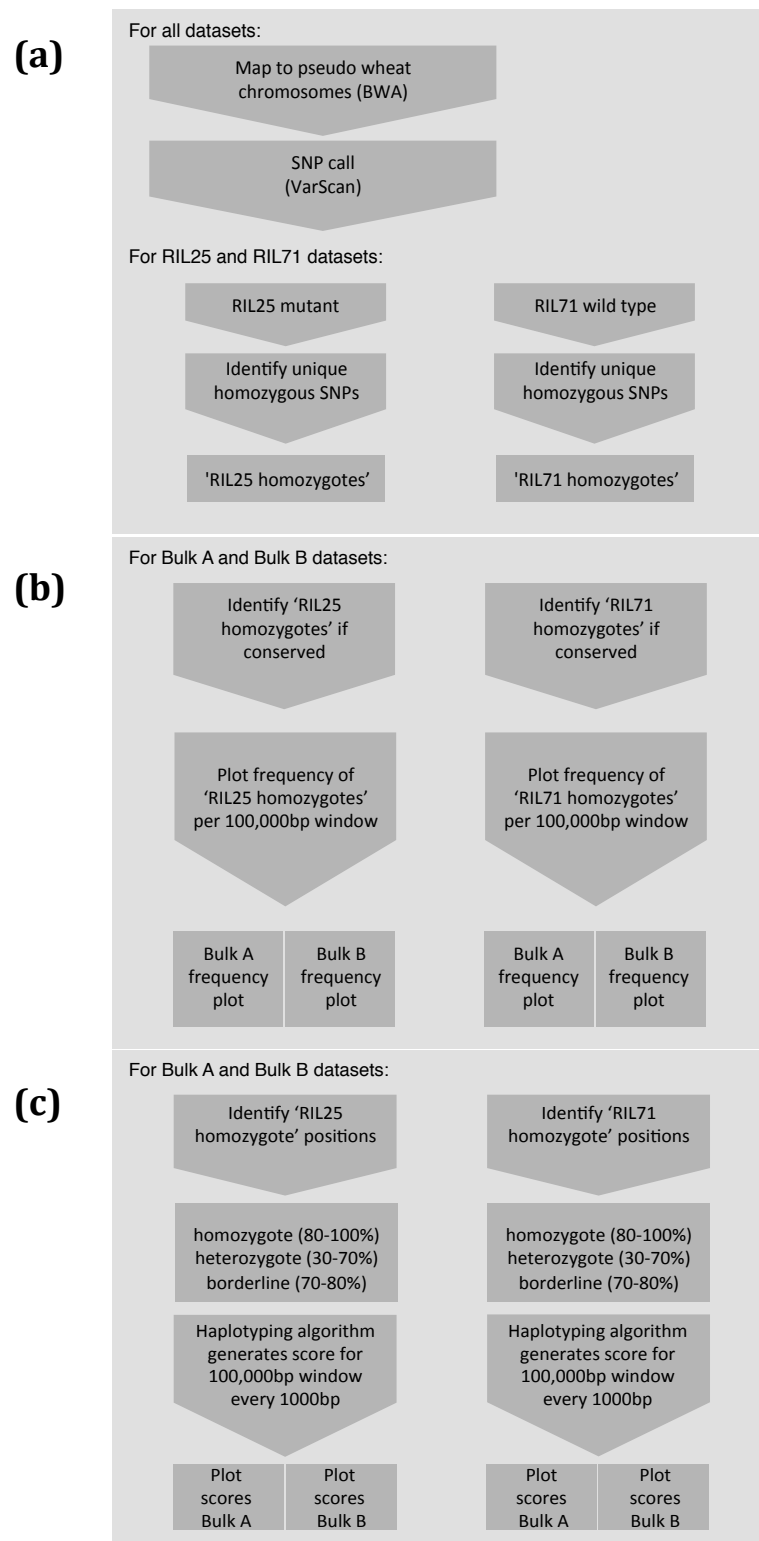 (a)
For all datasets:
Map to pseudo wheat
chromosomes (BWA)
SNP call
(VarScan)
For RIL25 and RIL71 datasets:
RIL25 mutant
RIL71 wild type
Identify unique
homozygous SNPs
Identify unique
homozygous SNPs
'RIL25 homozygotes’
'RIL71 homozygotes’
(b)
For Bulk A and Bulk B datasets:
Identify ‘RIL25
homozygotes’ if
conserved
Identify ‘RIL71
homozygotes’ if
conserved
Plot frequency of
‘RIL25 homozygotes’
per 100,000bp window
Plot frequency of
‘RIL71 homozygotes’
per 100,000bp window
Bulk A
frequency
plot
Bulk B
frequency
plot
Bulk A
frequency
plot
Bulk B
frequency
plot
(c)
For Bulk A and Bulk B datasets:
Identify ‘RIL25
homozygote’ positions
Identify ‘RIL71
homozygote’ positions
homozygote (80-100%)
heterozygote (30-70%)
borderline (70-80%)
homozygote (80-100%)
heterozygote (30-70%)
borderline (70-80%)
Haplotyping algorithm
generates score for
100,000bp window
every 1000bp
Haplotyping algorithm
generates score for
100,000bp window
every 1000bp
Plot
scores
Bulk A
Plot
scores
Bulk B
Plot
scores
Bulk A
Plot
scores
Bulk B